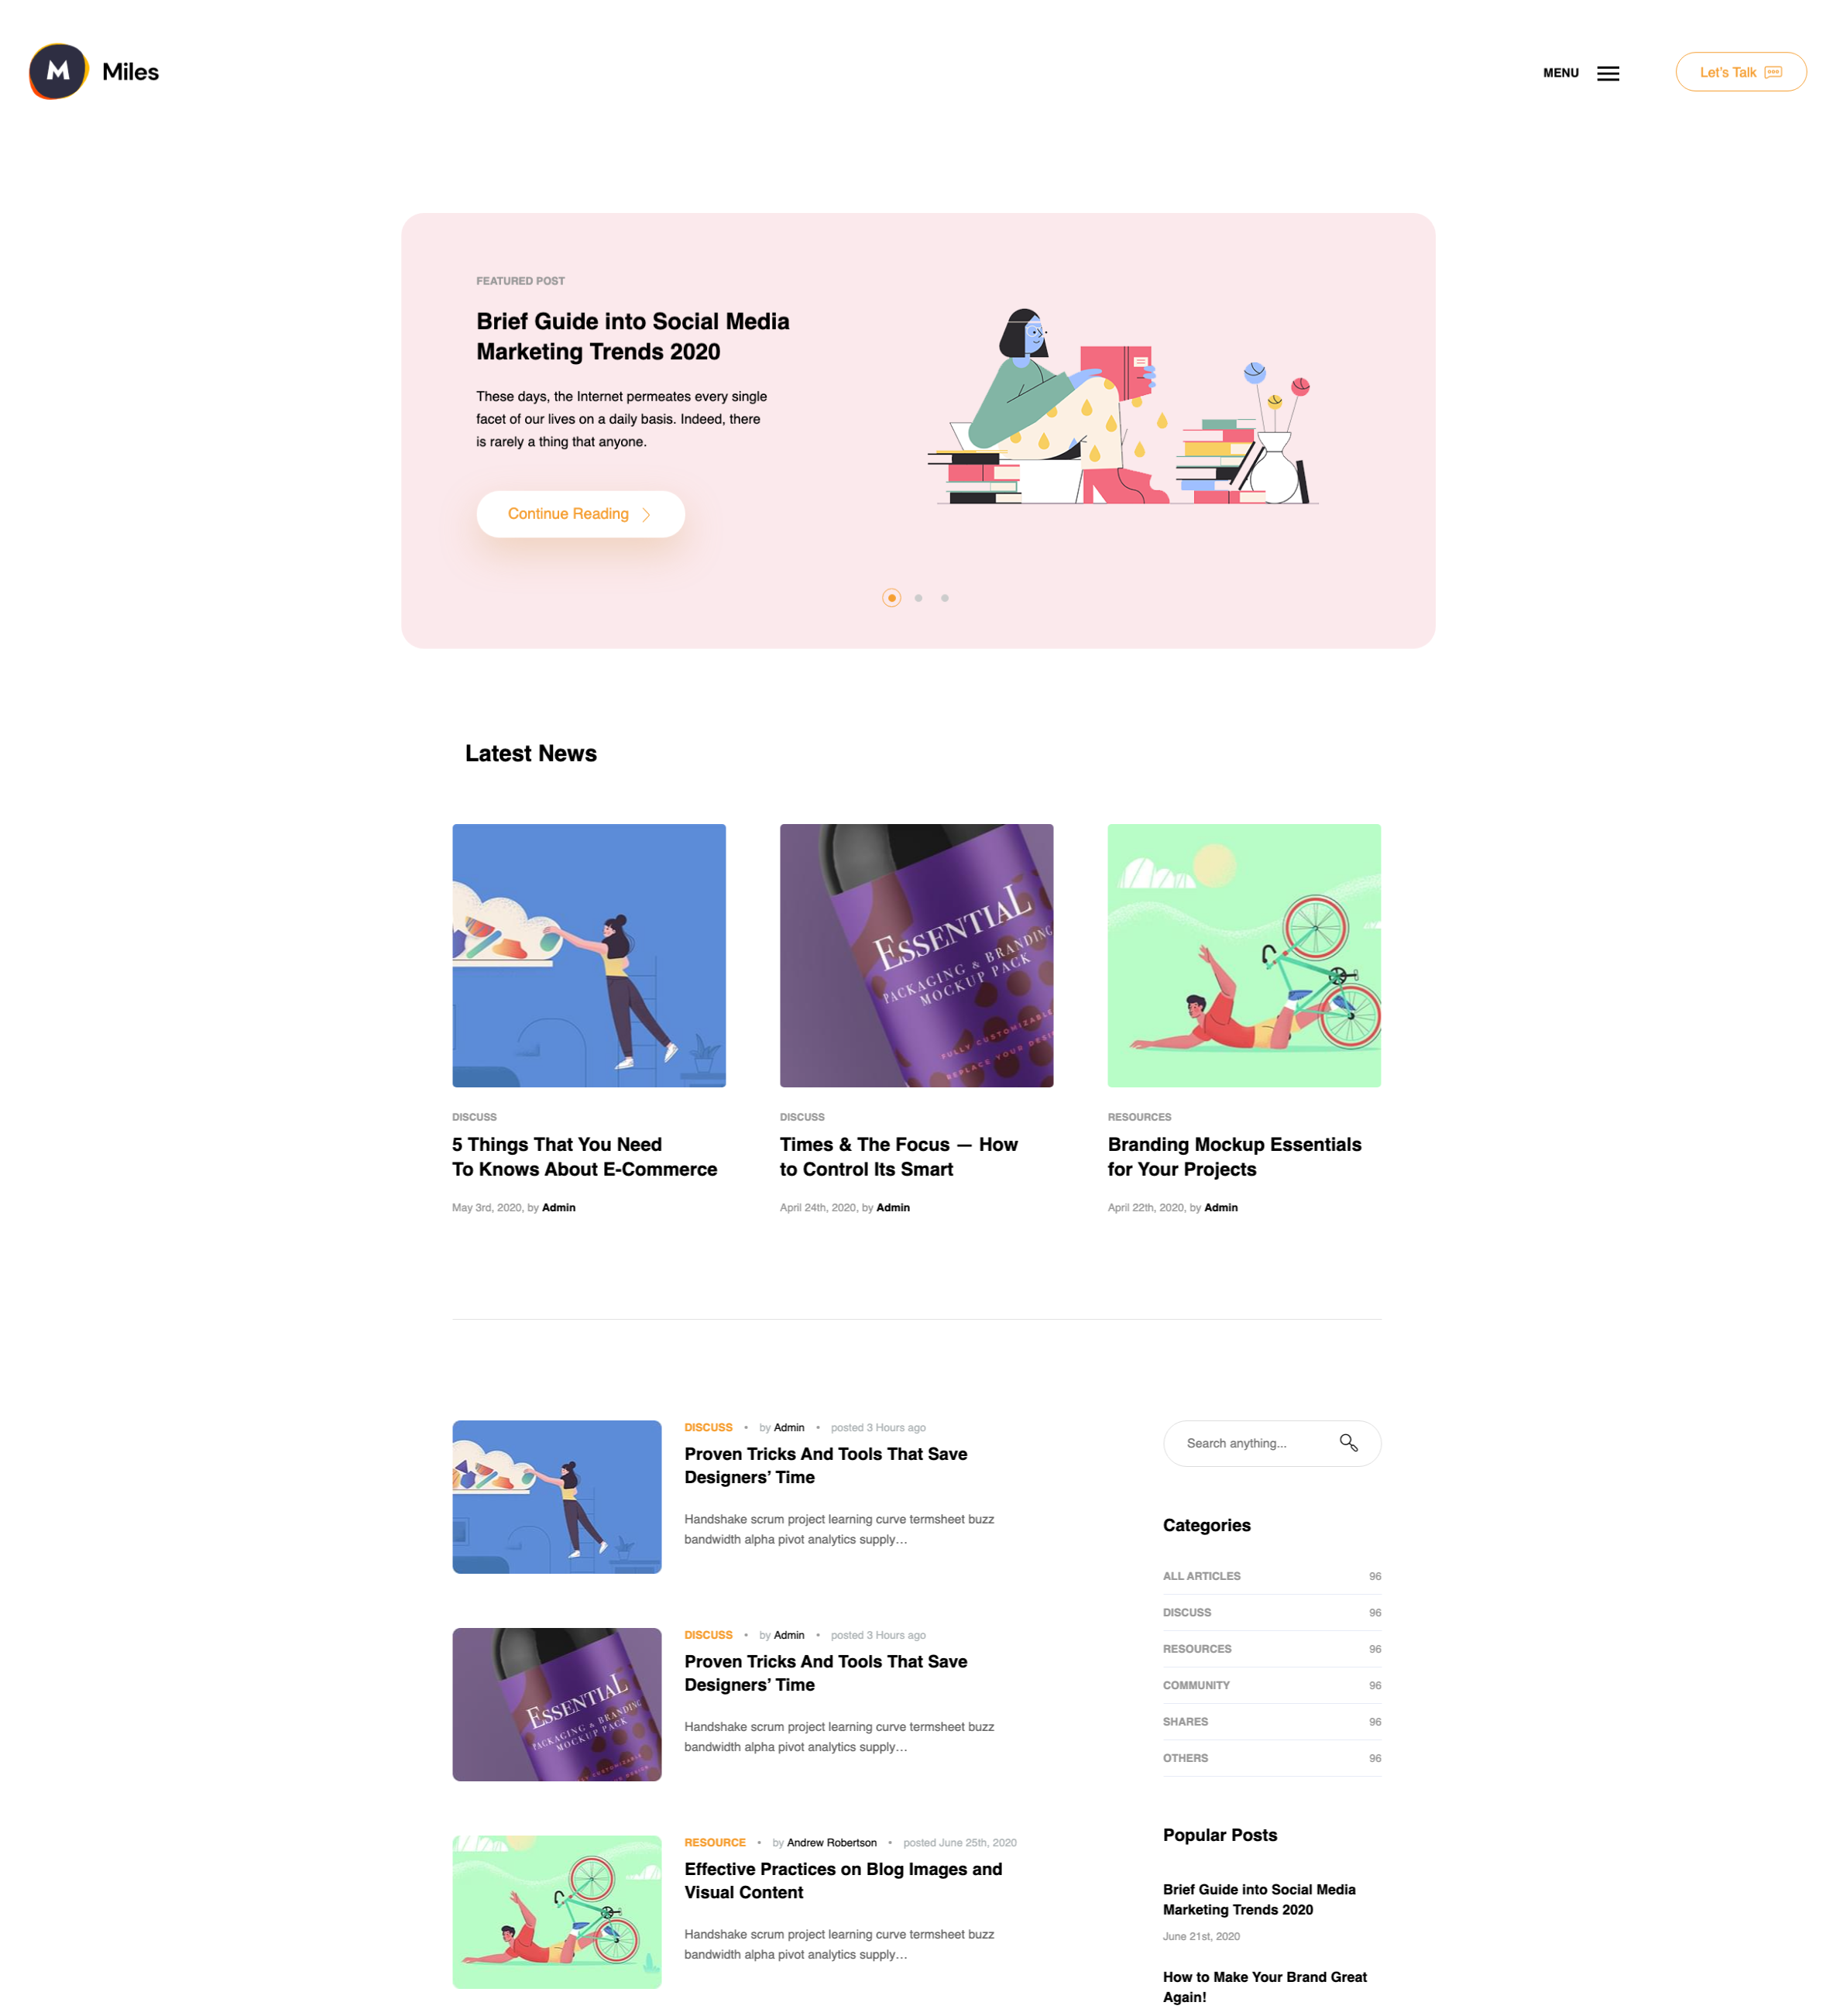 M Miles
MENU
Let's Talk
FEATURED POST
Brief Guide into Social Media
Marketing Trends 2020
These days, the Internet permeates every single
facet of our lives on a daily basis. Indeed, there
is rarely a thing that anyone.
Continue Reading
Latest News
ESSENTIAL
PACKAGING & BRANDING
MOCKUP PACK
FULLY CUSTOMIZABLE
REPLACE YOUR DESI
DISCUSS
5 Things That You Need
To Knows About E-Commerce
May 3rd, 2020, by Admin
DISCUSS
Times & The Focus — How
to Control Its Smart
April 24th, 2020, by Admin
RESOURCES
Branding Mockup Essentials
for Your Projects
April 22th, 2020, by Admin
DISCUSS • by Admin • posted 3 Hours ago
Proven Tricks And Tools That Save
Designers’ Time
Handshake scrum project learning curve termsheet buzz
bandwidth alpha pivot analytics supply…
ESSENTIAL
PACKAGING & BRANDING
MOCKUP PACK
DISCUSS • by Admin • posted 3 Hours ago
Proven Tricks And Tools That Save
Designers’ Time
Handshake scrum project learning curve termsheet buzz
bandwidth alpha pivot analytics supply…
RESOURCE • by Andrew Robertson • posted June 25th, 2020
Effective Practices on Blog Images and
Visual Content
Handshake scrum project learning curve termsheet buzz
bandwidth alpha pivot analytics supply…
Search anything...
Categories
ALL ARTICLES 96
DISCUSS 96
RESOURCES 96
COMMUNITY 96
SHARES 96
OTHERS 96
Popular Posts
Brief Guide into Social Media
Marketing Trends 2020
June 21st, 2020
How to Make Your Brand Great
Again!